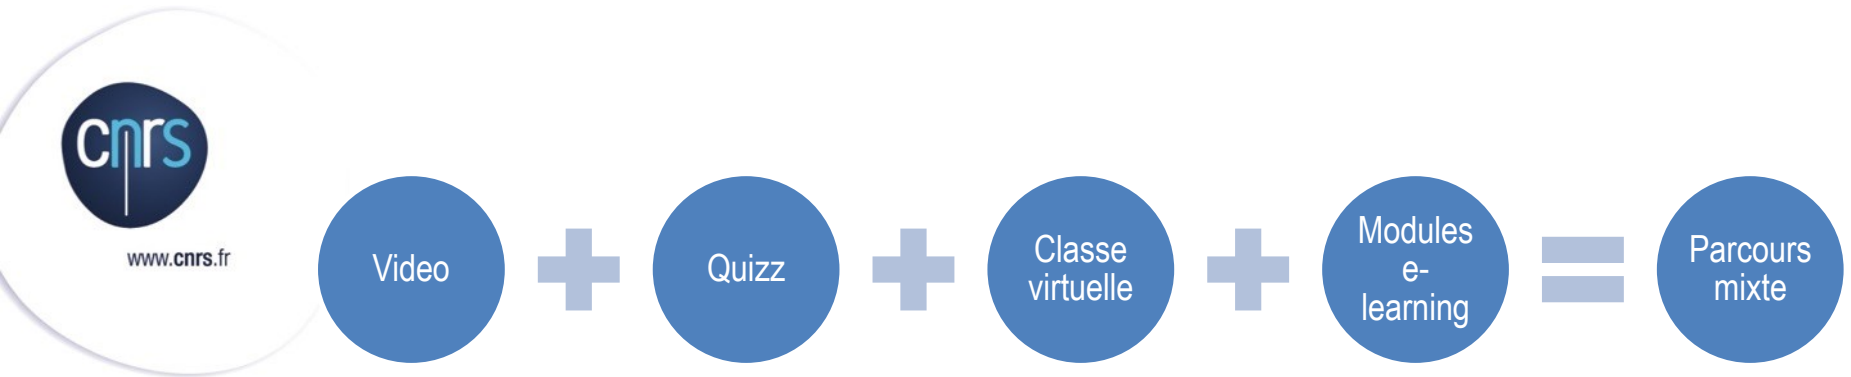 cnrs
www.cnrs.fr
Video
Quizz
Classe
virtuelle
Modules
e-
learning
Parcours
mixte